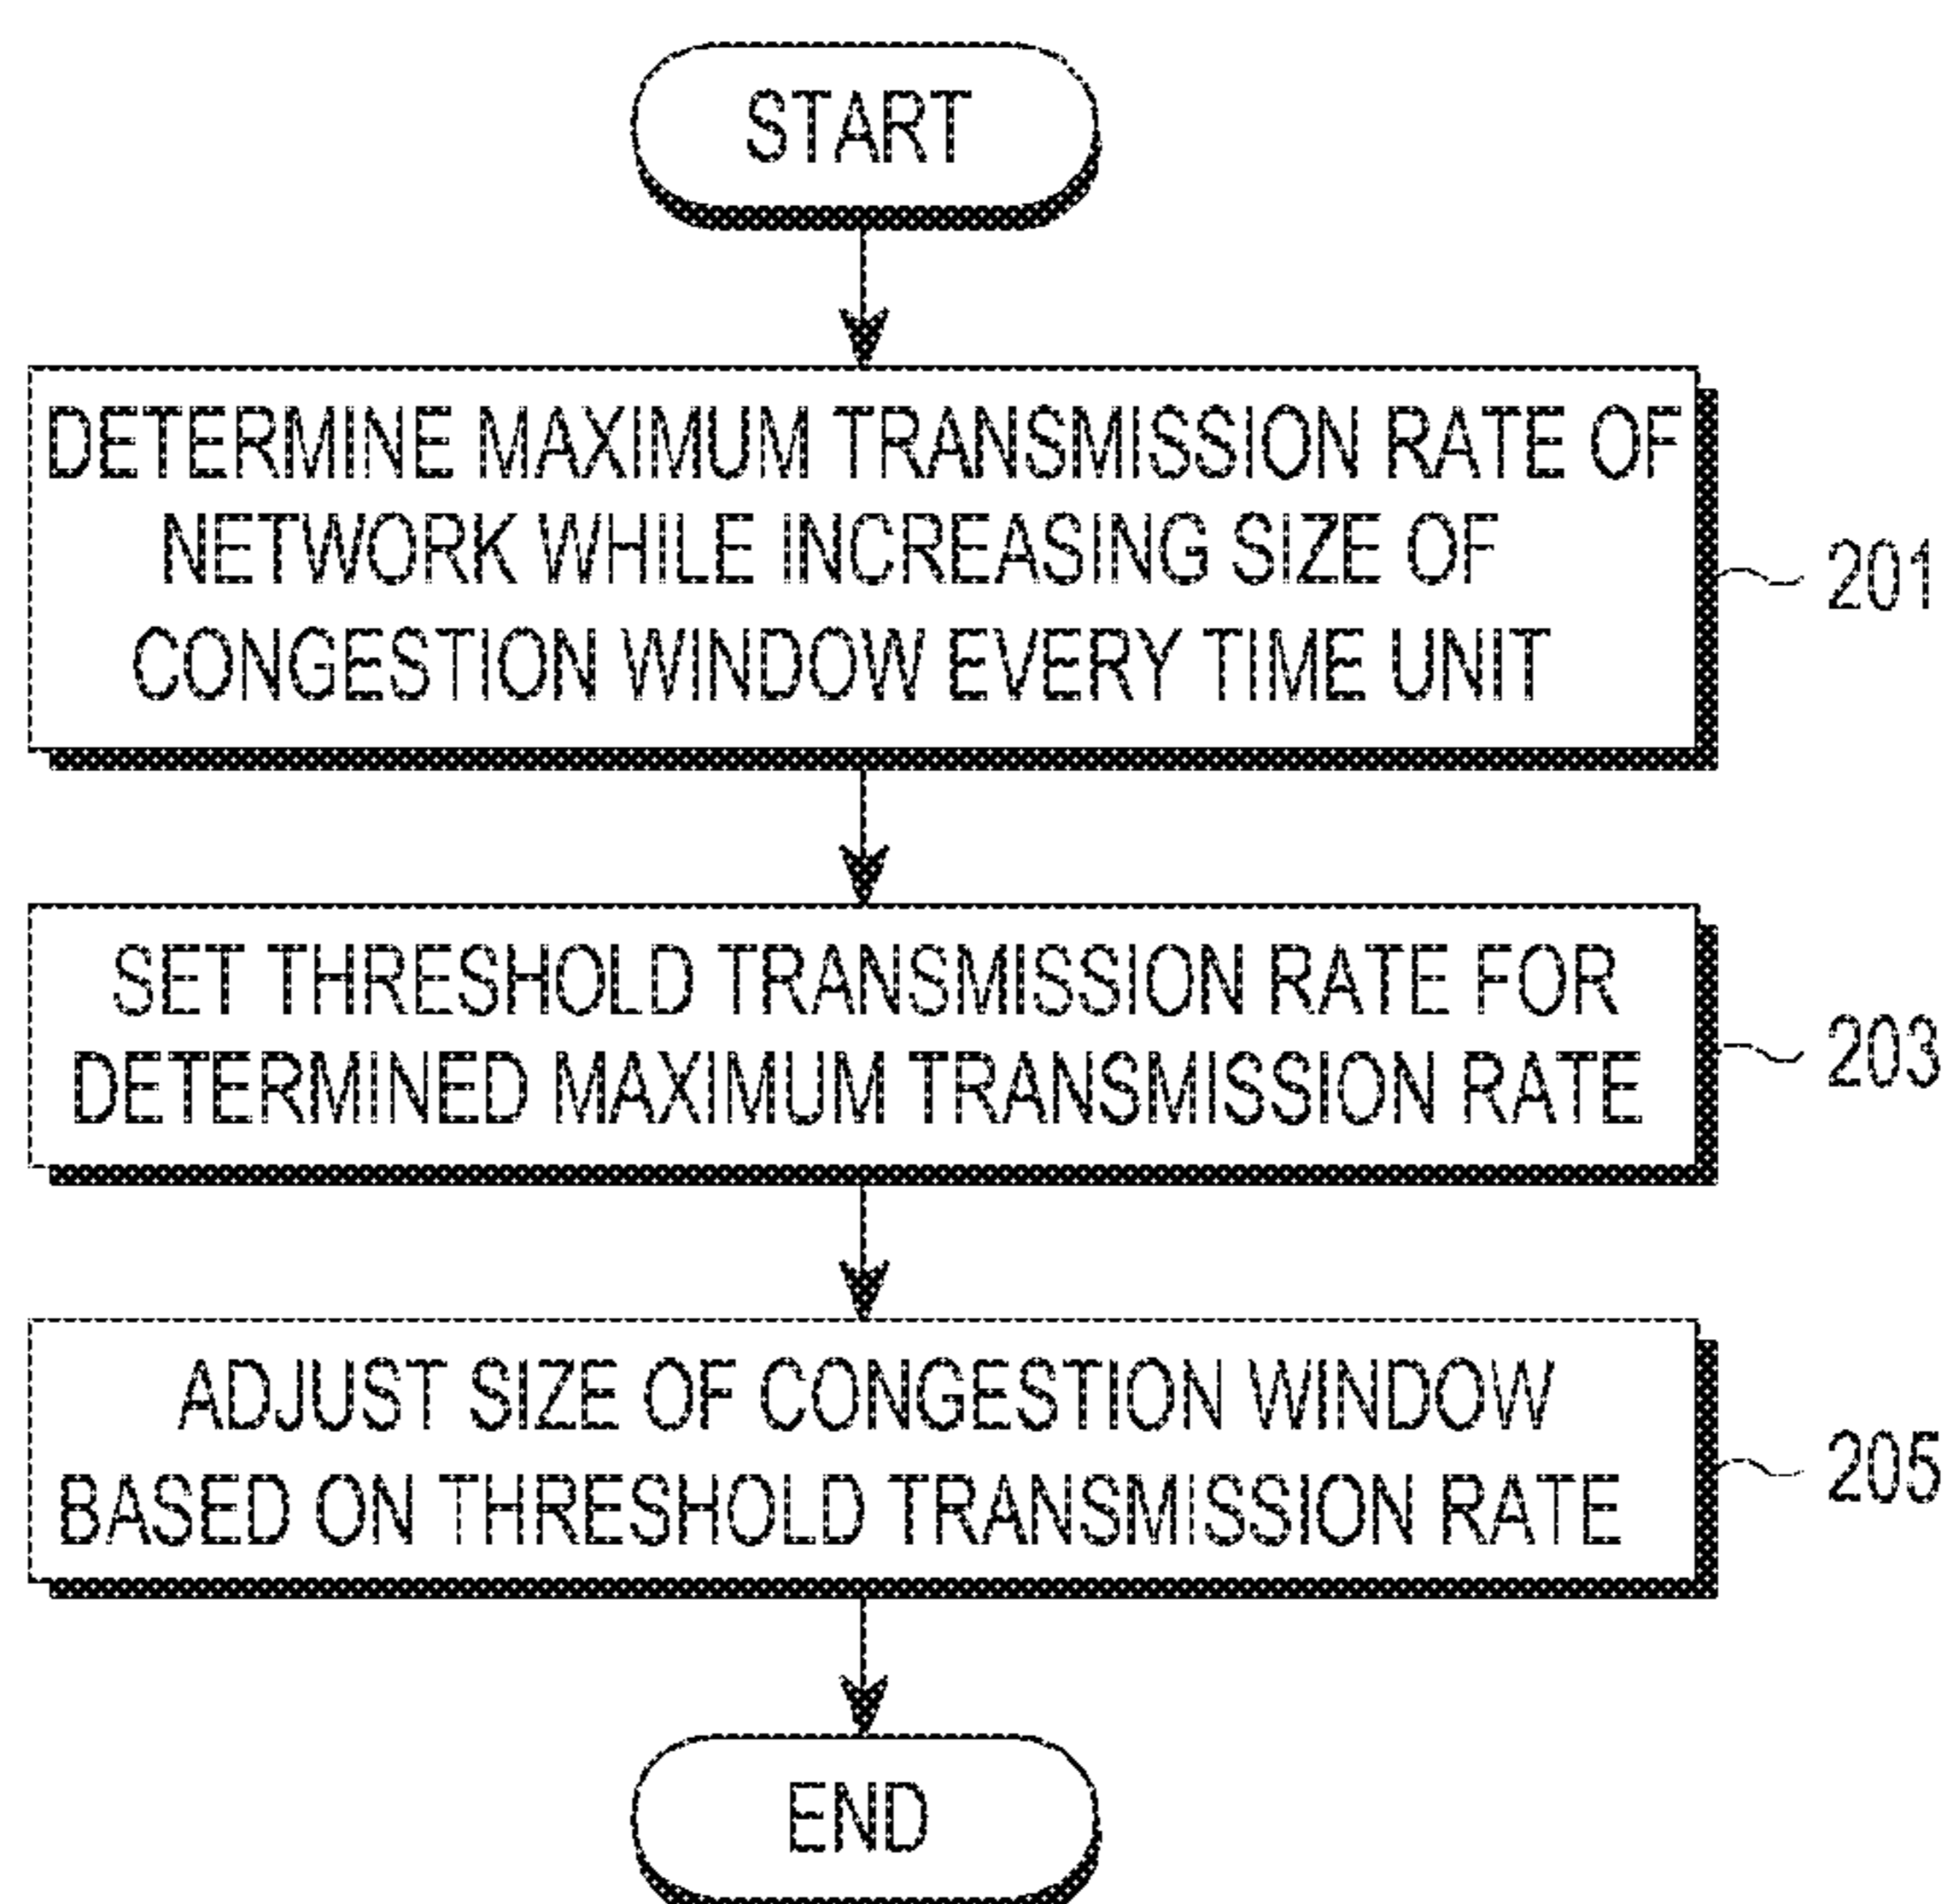 START
DETERMINE MAXIMUM TRANSMISSION RATE OF
NETWORK WHILE INCREASING SIZE OF
CONGESTION WINDOW EVERY TIME UNIT
201
SET THRESHOLD TRANSMISSION RATE FOR
DETERMINED MAXIMUM TRANSMISSION RATE
203
ADJUST SIZE OF CONGESTION WINDOW
BASED ON THRESHOLD TRANSMISSION RATE
205
END